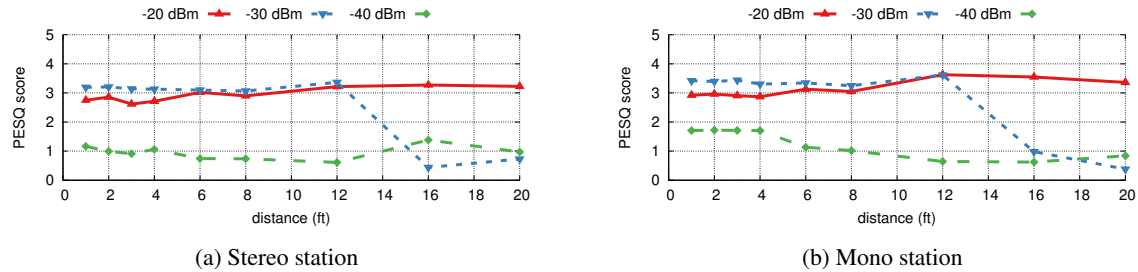 -20 dBm -30 dBm -40 dBm
5
4
3
2
1
0
PESQ score
0 2 4 6 8 10 12 14 16 18 20
distance (ft)
(a) Stereo station
-20 dBm -30 dBm -40 dBm
5
4
3
2
1
0
PESQ score
0 2 4 6 8 10 12 14 16 18 20
distance (ft)
(b) Mono station